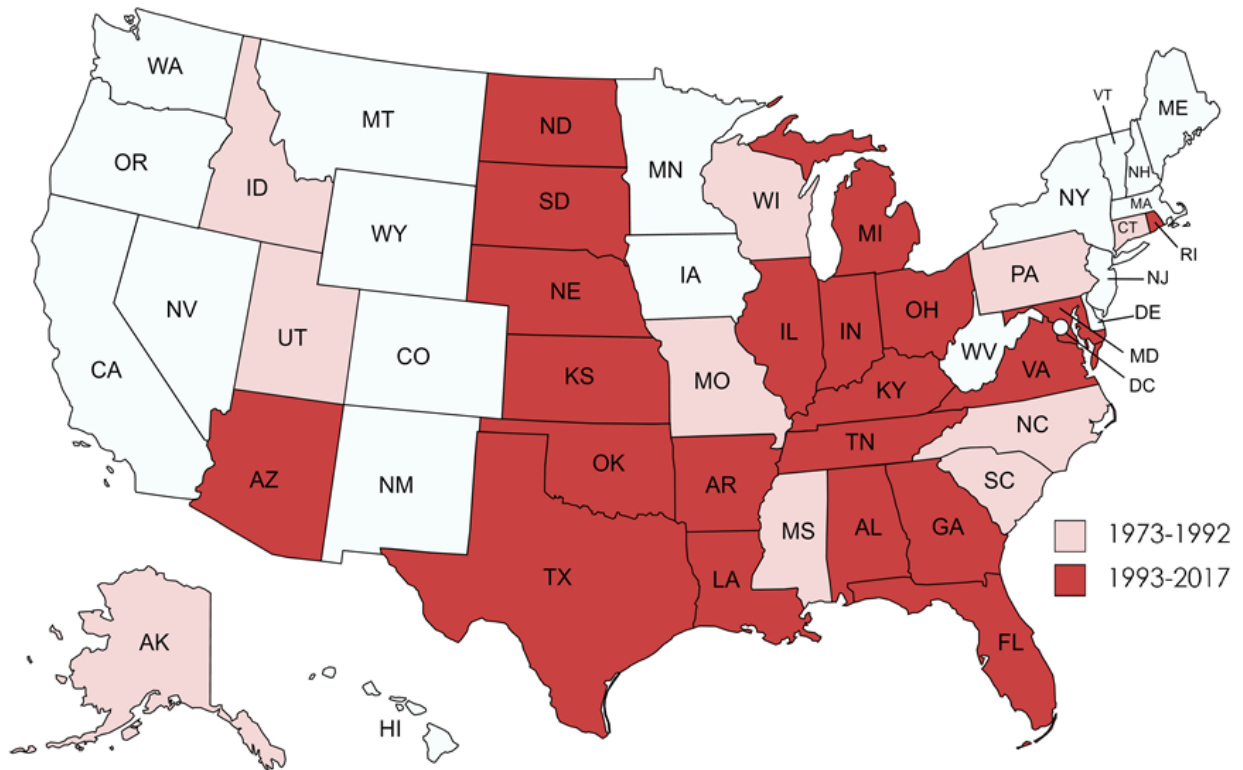 WA
MT
ND
MN
VT
ME
OR
ID
SD
WI
MI
NY
NH
MA
CT
RI
WY
NE
IA
PA
NJ
NV
UT
CO
IL
IN
OH
DE
CA
KS
MO
WV
VA
MD
DC
KY
AZ
NM
OK
AR
TN
NC
SC
MS
AL
GA
1973-1992
TX
LA
1993-2017
AK
FL
HI